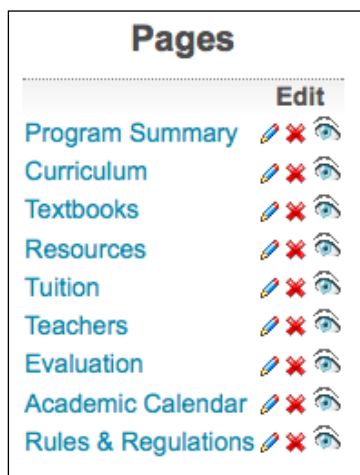 Pages
Edit
Program Summary
Curriculum
Textbooks
Resources
Tuition
Teachers
Evaluation
Academic Calendar
Rules & Regulations